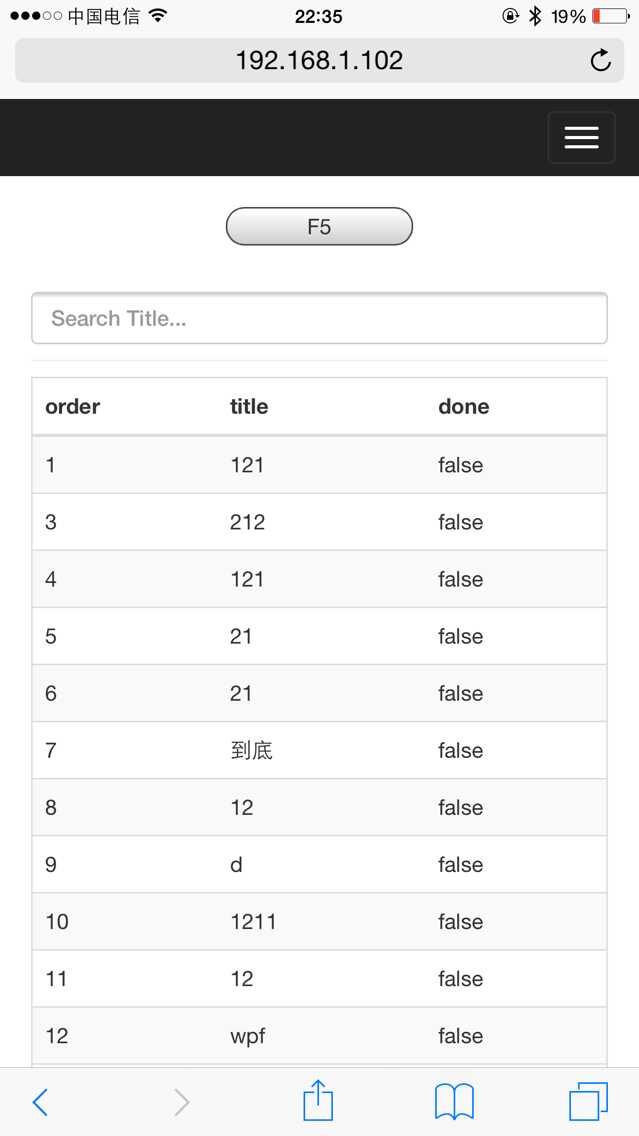 中国电信 22:35 19%
192.168.1.102
F5
Search Title...
order title done
1 121 false
3 212 false
4 121 false
5 21 false
6 21 false
7 到底 false
8 12 false
9 d false
10 1211 false
11 12 false
12 wpf false